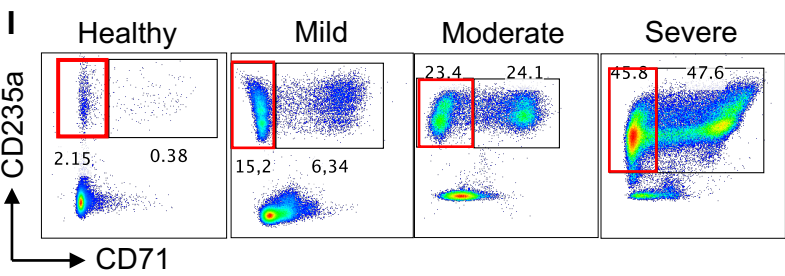 I
Healthy Mild Moderate Severe
23.4 24.1 45.8 47.6
2.15 0.38 15,2 6,34
CD235a
CD71